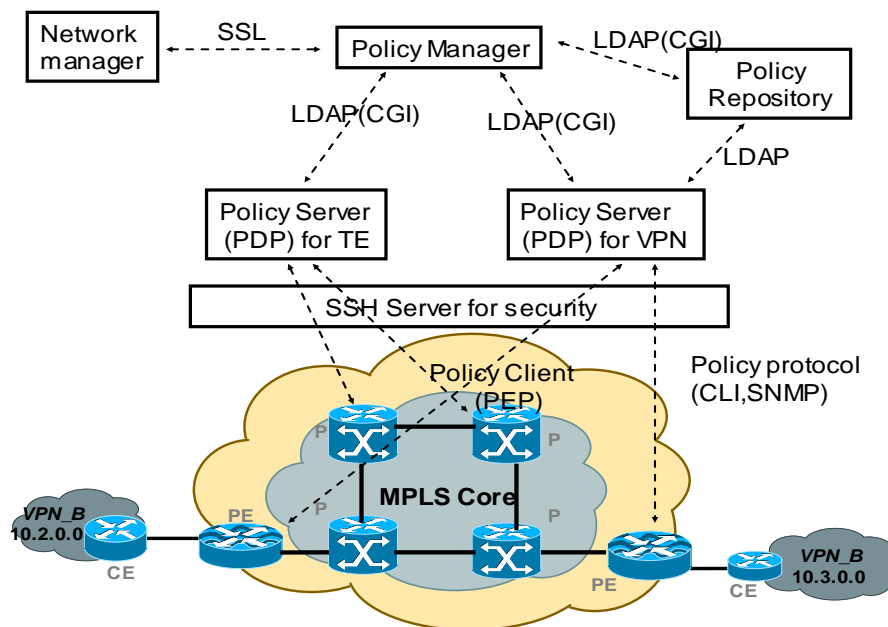 Network
manager
SSL
Policy Manager
LDAP(CGI)
Policy
Repository
LDAP(CGI)
LDAP(CGI)
LDAP
Policy Server
(PDP) for TE
Policy Server
(PDP) for VPN
SSH Server for security
Policy Client
(PEP)
Policy protocol
(CLI,SNMP)
P
P
MPLS Core
P
P
VPN_B
10.2.0.0
CE
PE
PE
CE
VPN_B
10.3.0.0